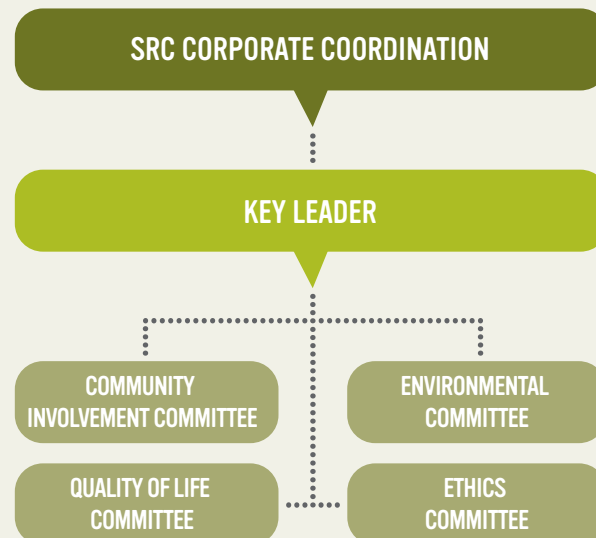 SRC CORPORATE COORDINATION
KEY LEADER
COMMUNITY
INVOLVEMENT COMMITTEE
ENVIRONMENTAL
COMMITTEE
QUALITY OF LIFE
COMMITTEE
ETHICS
COMMITTEE